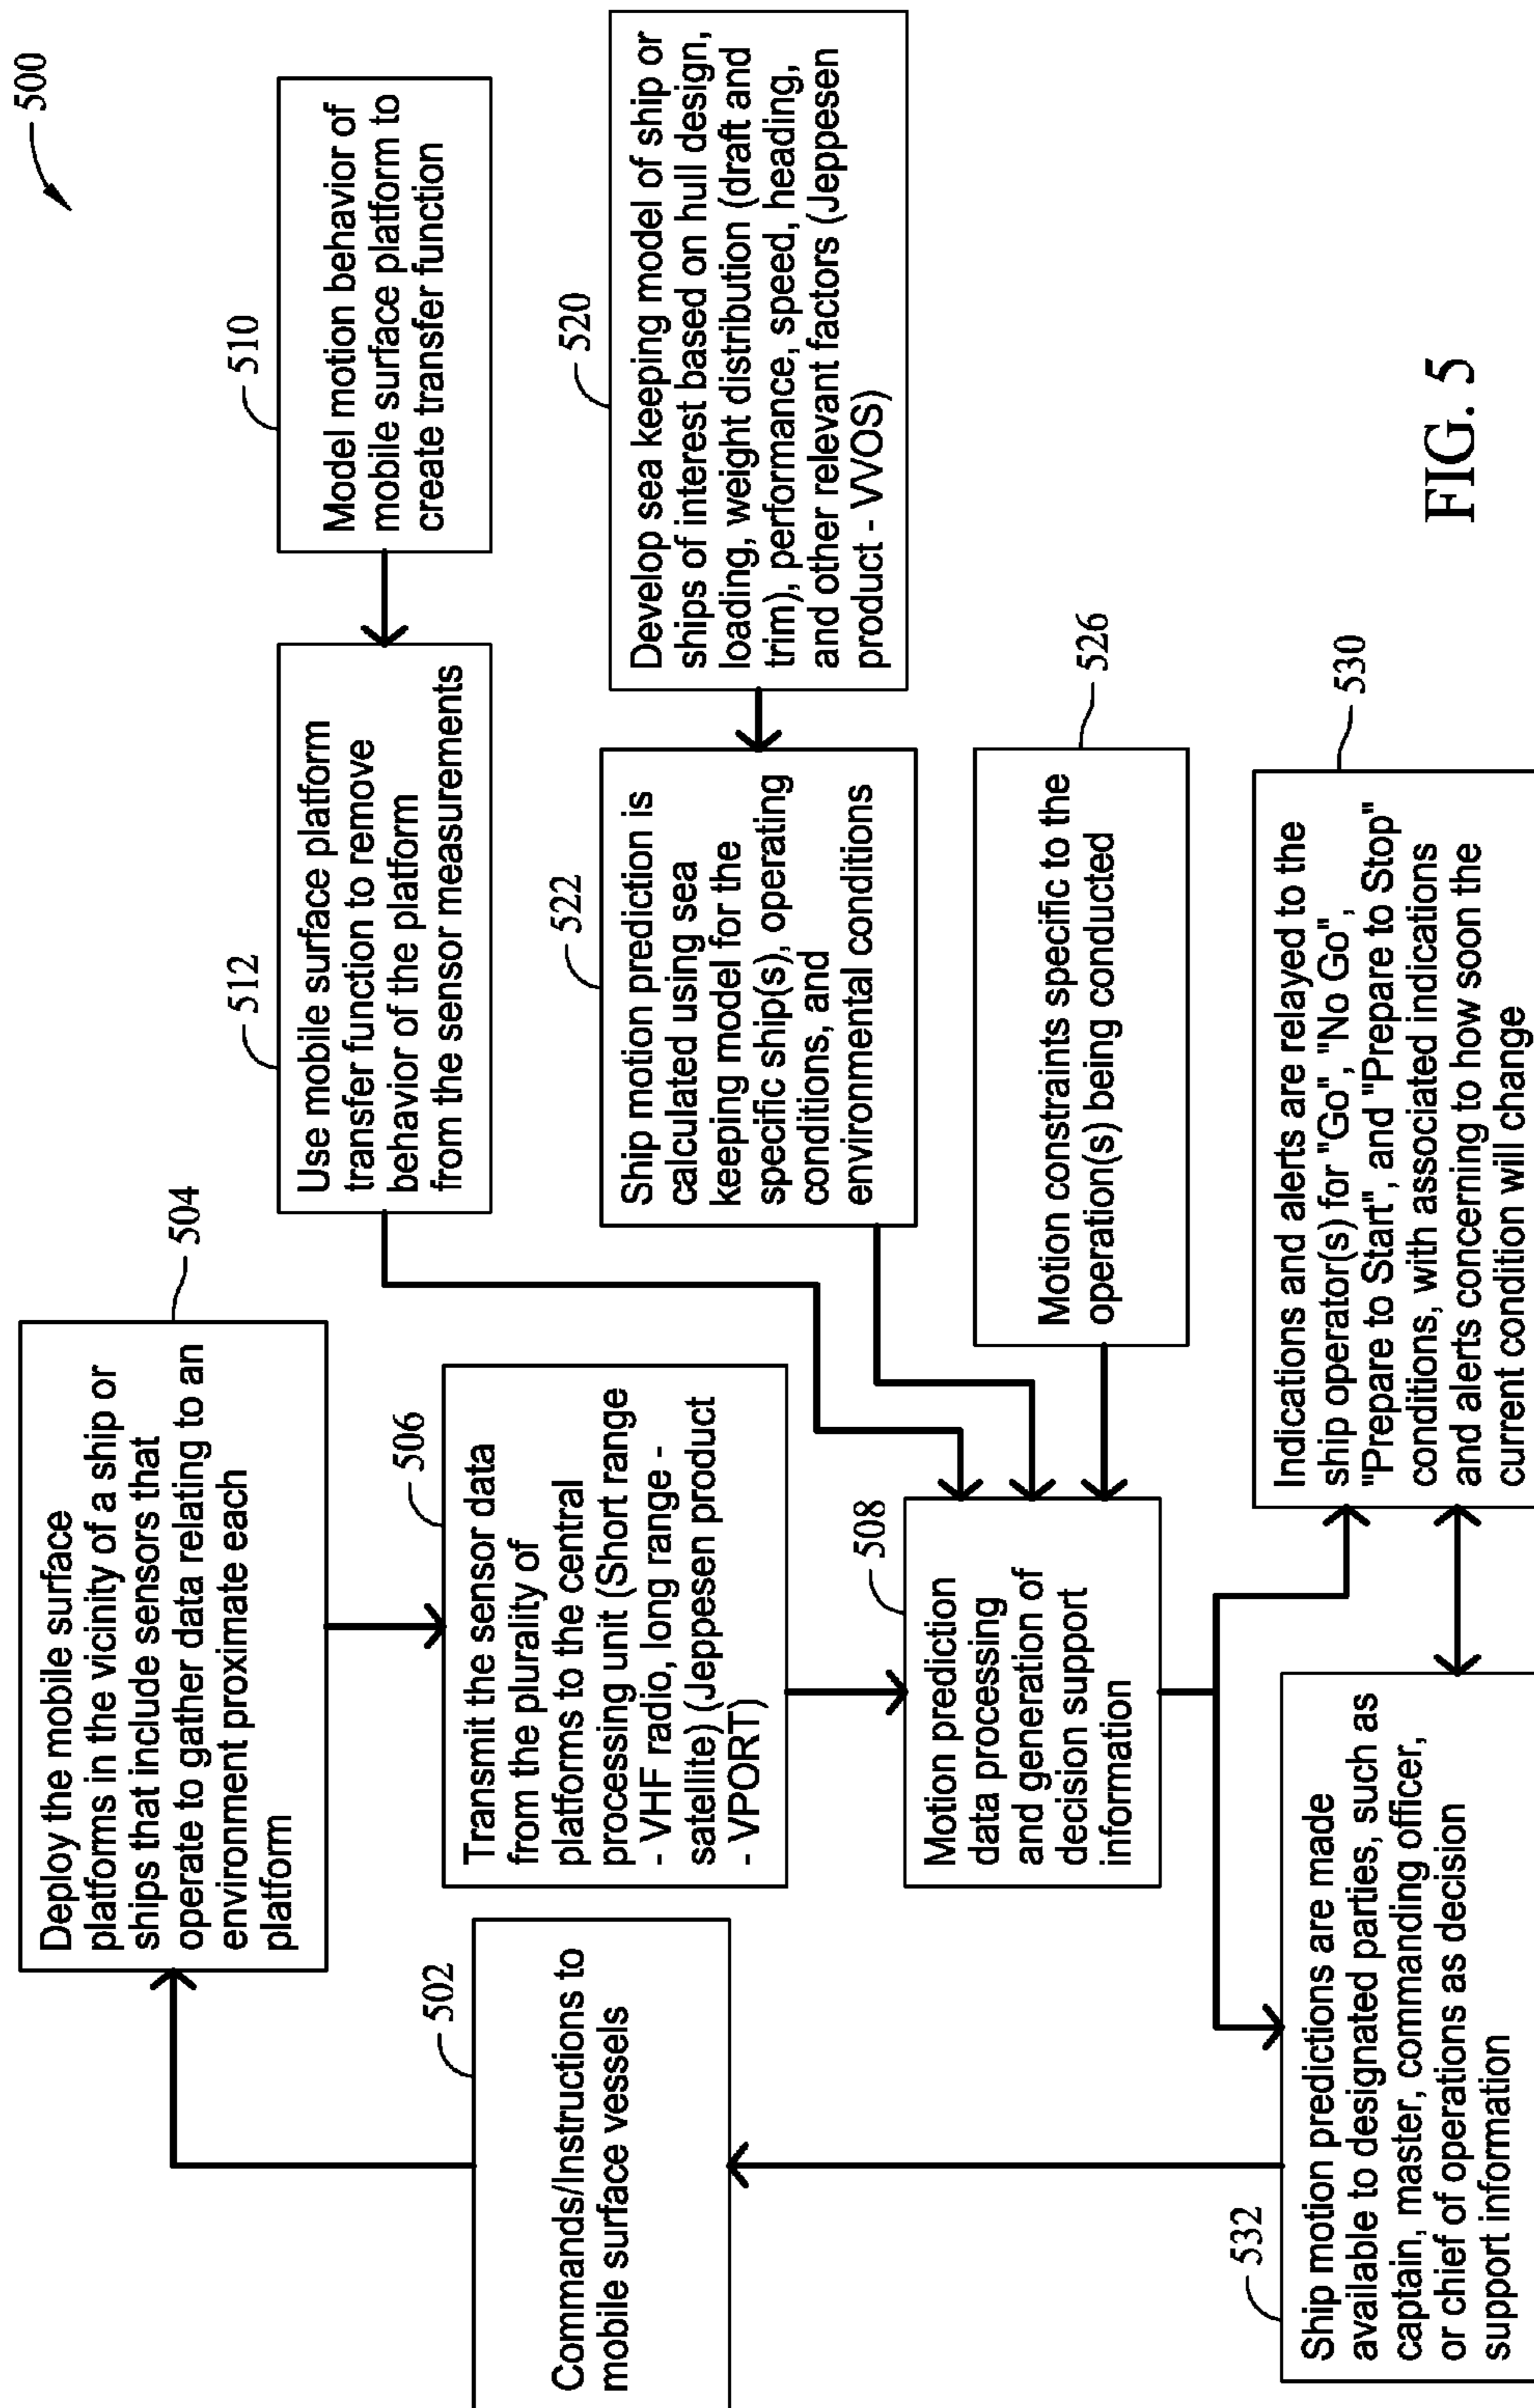 500
504
Deploy the mobile surface
platforms in the vicinity of a ship or
ships that include sensors that
operate to gather data relating to an
environment proximate each
platform
510
Model motion behavior of
mobile surface platform to
create transfer function
512
Use mobile surface platform
transfer function to remove
behavior of the platform
from the sensor measurements
502
Commands/Instructions to
mobile surface vessels
506
Transmit the sensor data
from the plurality of
platforms to the central
processing unit (Short range
- VHF radio, long range -
satellite) (Jeppesen product
- VPORT)
520
Develop sea keeping model of ship or
ships of interest based on hull design,
loading, weight distribution (draft and
trim), performance, speed, heading,
and other relevant factors (Jeppesen
product - VVOS)
522
Ship motion prediction is
calculated using sea
keeping model for the
specific ship(s), operating
conditions, and
environmental conditions
508
Motion prediction
data processing
and generation of
decision support
information
526
Motion constraints specific to the
operation(s) being conducted
532
Ship motion predictions are made
available to designated parties, such as
captain, master, commanding officer,
or chief of operations as decision
support information
530
Indications and alerts are relayed to the
ship operator(s) for "Go", "No Go",
"Prepare to Start", and "Prepare to Stop"
conditions, with associated indications
and alerts concerning to how soon the
current condition will change
FIG. 5